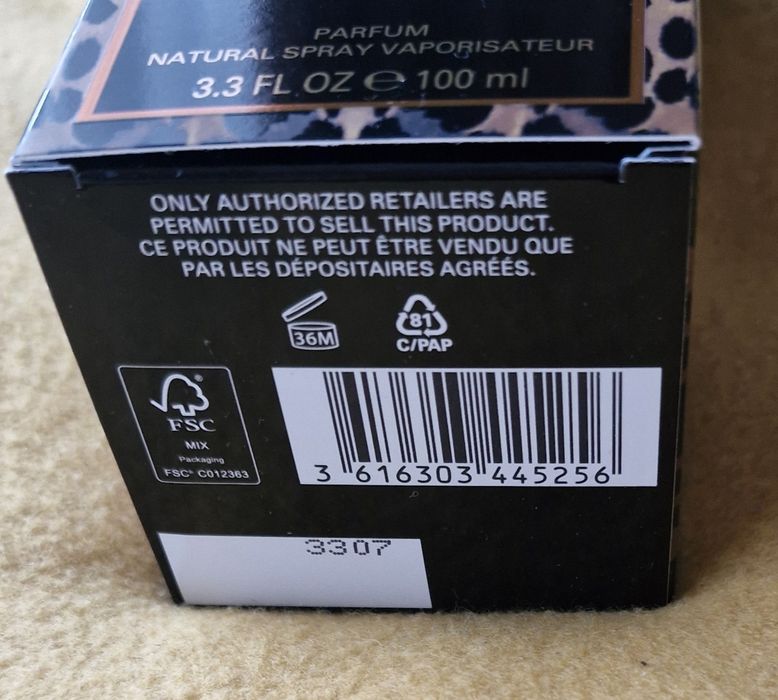 PARFUM
NATURAL SPRAY VAPORISATEUR
3.3 FL OZ ℮ 100 ml
ONLY AUTHORIZED RETAILERS ARE
PERMITTED TO SELL THIS PRODUCT.
CE PRODUIT NE PEUT ÊTRE VENDU QUE
PAR LES DÉPOSITAIRES AGRÉÉS.
36M
81
C/PAP
FSC
MIX
Packaging
FSC® C012363
3 616303 445256
3307